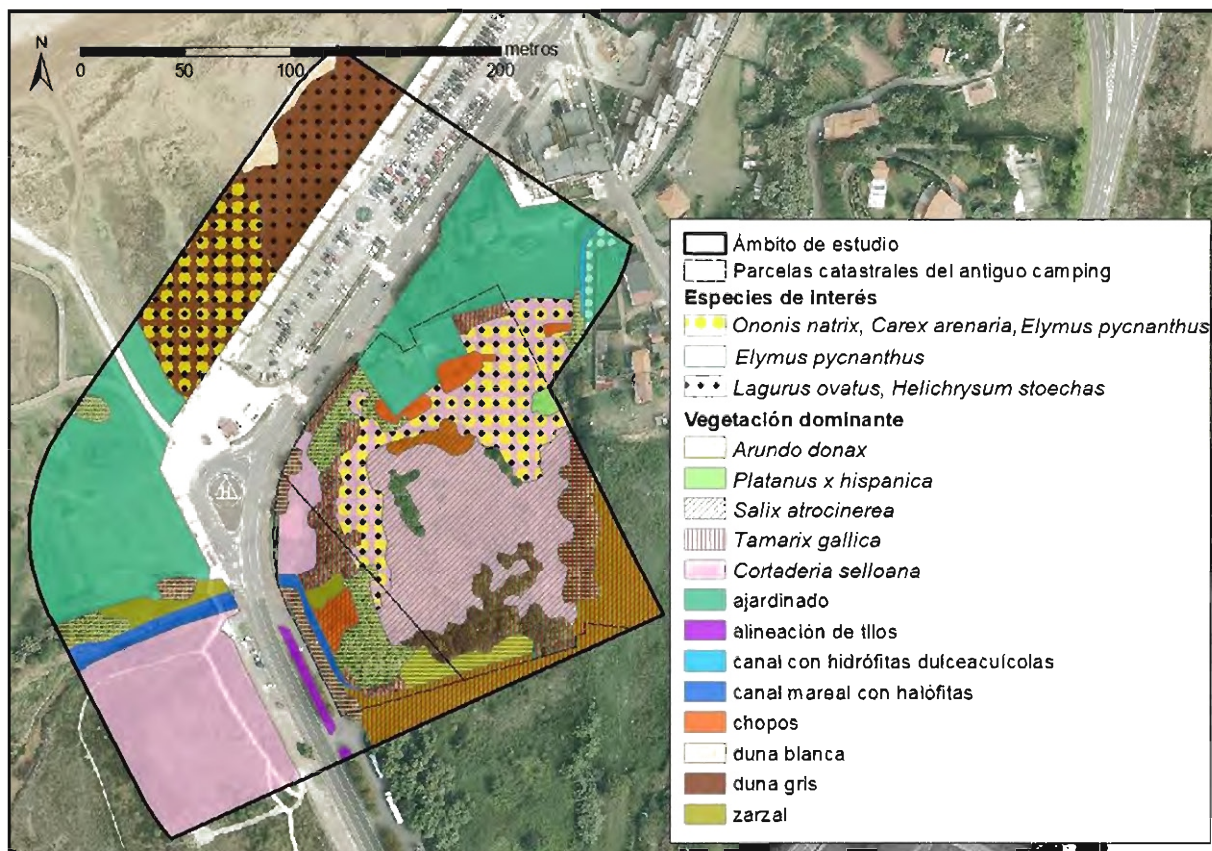 N
metros
0 50 100 200
Ámbito de estudio
Parcelas catastrales del antiguo camping
Especies de interés
Ononis natrix, Carex arenaria, Elymus pycnanthus
Elymus pycnanthus
Lagurus ovatus, Helichrysum stoechas
Vegetación dominante
Arundo donax
Platanus x hispanica
Salix atrocinerea
Tamarix gallica
Cortaderia selloana
ajardinado
alineación de tilos
canal con hidrófitas dulceacuícolas
canal mareal con halófitas
chopos
duna blanca
duna gris
zarzal